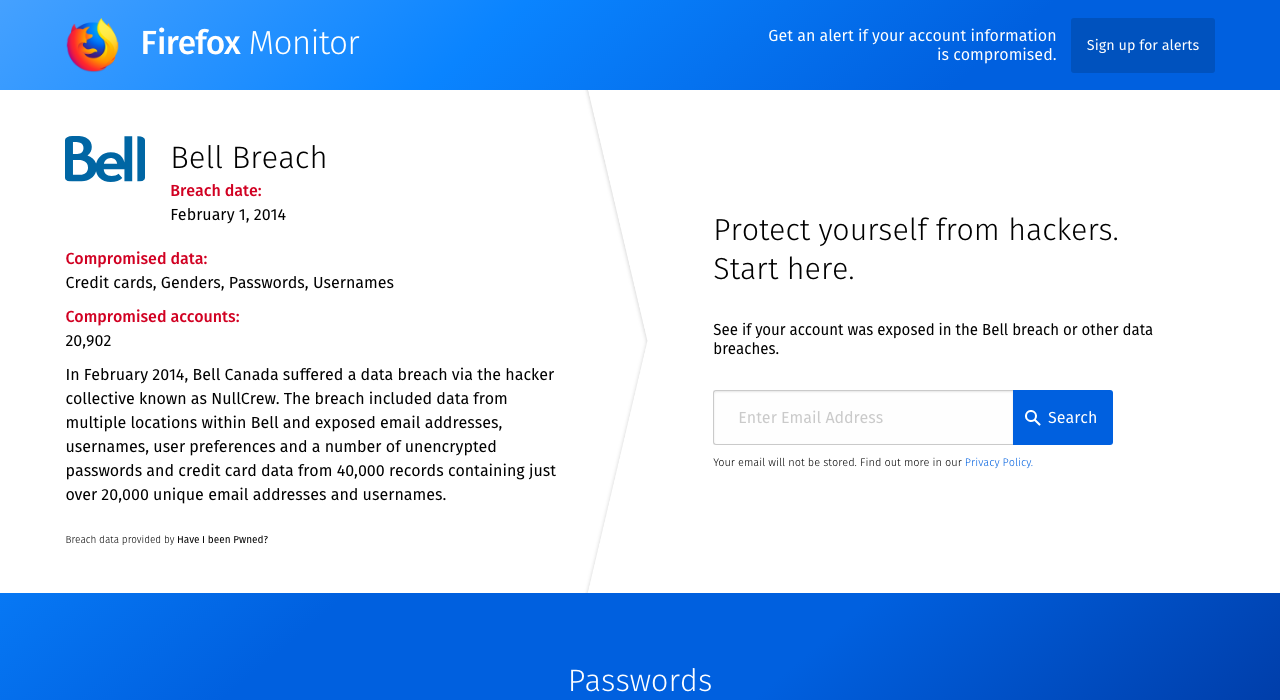 Firefox Monitor
Get an alert if your account information
is compromised.
Sign up for alerts
Bell
Bell Breach
Breach date:
February 1, 2014
Compromised data:
Credit cards, Genders, Passwords, Usernames
Compromised accounts:
20,902
In February 2014, Bell Canada suffered a data breach via the hacker
collective known as NullCrew. The breach included data from
multiple locations within Bell and exposed email addresses,
usernames, user preferences and a number of unencrypted
passwords and credit card data from 40,000 records containing just
over 20,000 unique email addresses and usernames.
Breach data provided by Have I been Pwned?
Protect yourself from hackers.
Start here.
See if your account was exposed in the Bell breach or other data
breaches.
Enter Email Address
Search
Your email will not be stored. Find out more in our Privacy Policy.
Passwords